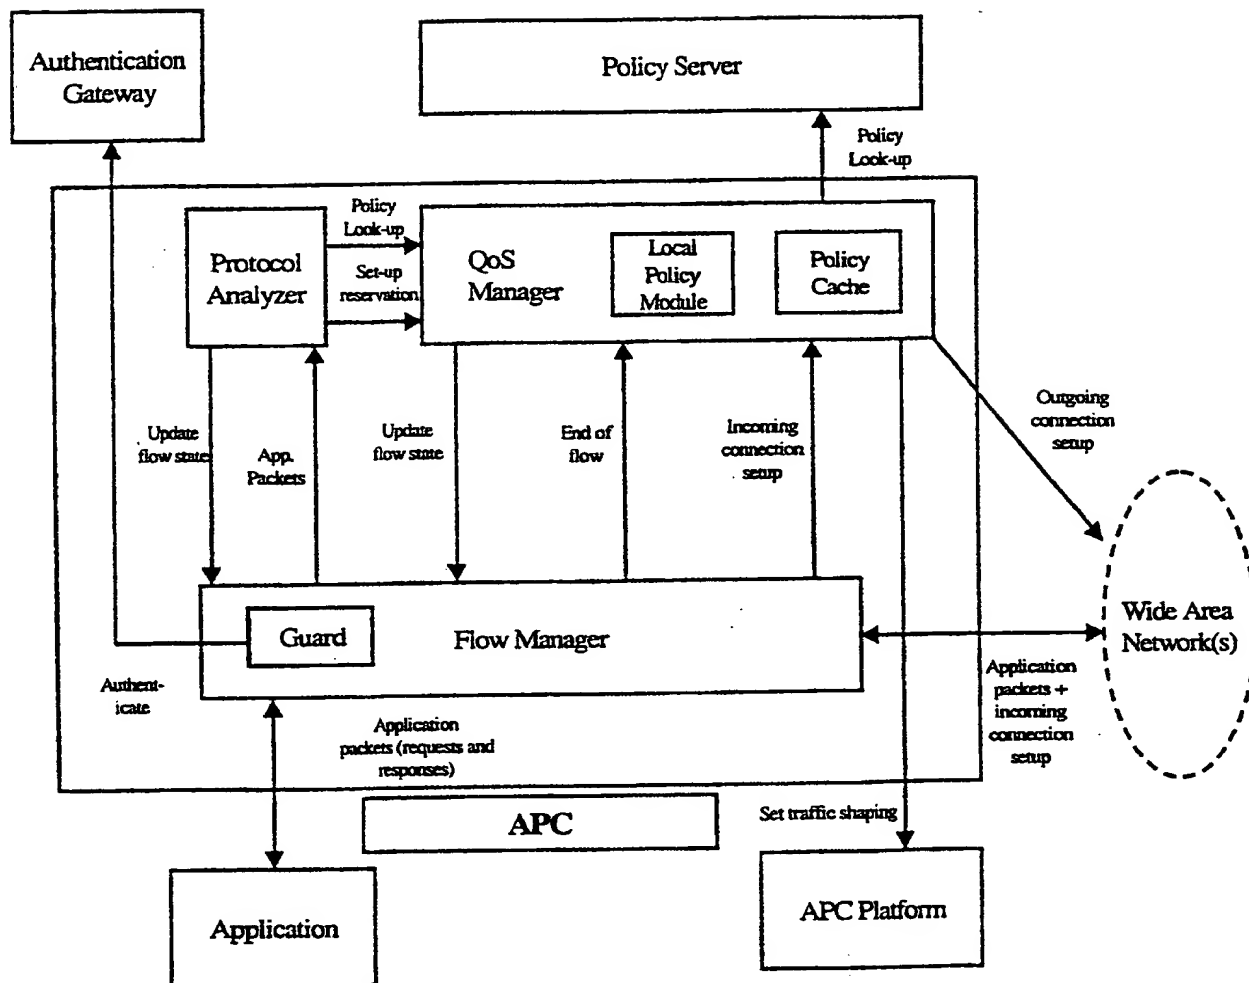 Authentication
Gateway
Policy Server
Policy
Look-up
Protocol
Analyzer
Policy
Look-up
Set-up
reservation
QoS
Manager
Local
Policy
Module
Policy
Cache
Update
flow state
App.
Packets
Update
flow state
End of
flow
Incoming
connection
setup
Outgoing
connection
setup
Guard
Flow Manager
Wide Area
Network(s)
Authent-
icate
Application
packets (requests and
responses)
Application
packets +
incoming
connection
setup
APC
Set traffic shaping
Application
APC Platform